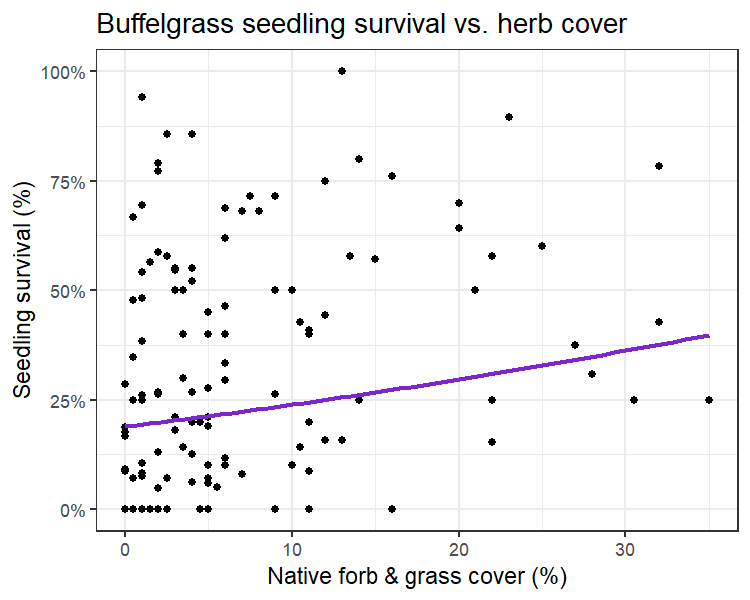 Buffelgrass seedling survival vs. herb cover
Seedling survival (%)
100%
75%
50%
25%
0%
0 10 20 30
Native forb & grass cover (%)